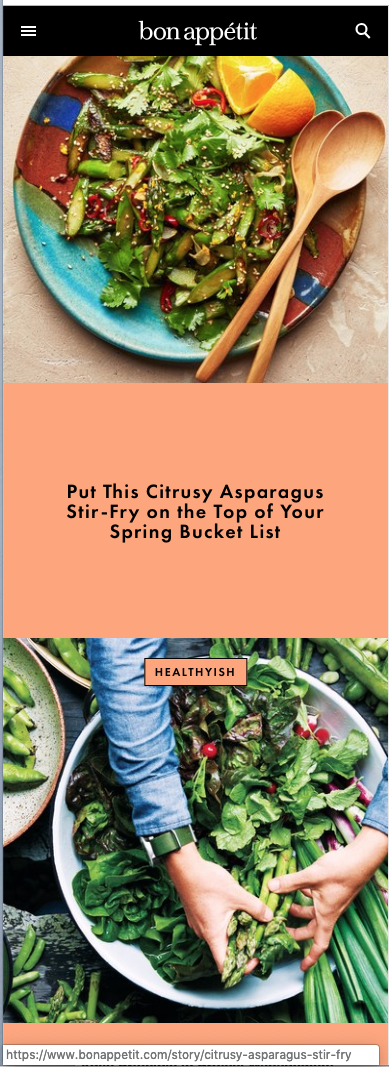 bon appétit
Put This Citrusy Asparagus
Stir-Fry on the Top of Your
Spring Bucket List
HEALTHYISH
https://www.bonappetit.com/story/citrusy-asparagus-stir-fry